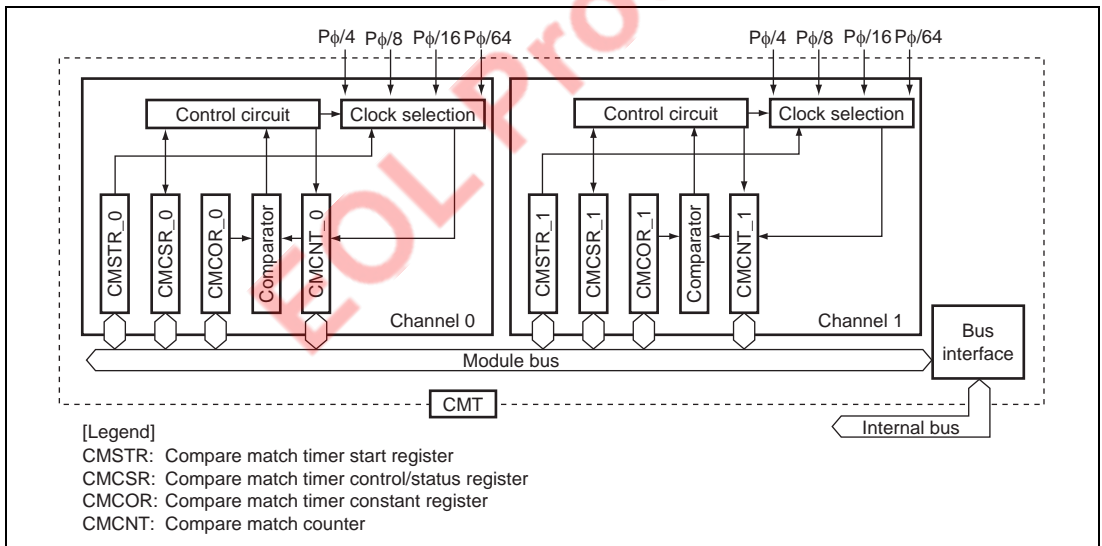 Pϕ/4 Pϕ/8 Pϕ/16 Pϕ/64
Pϕ/4 Pϕ/8 Pϕ/16 Pϕ/64
Control circuit
Clock selection
Control circuit
Clock selection
CMSTR_0
CMCSR_0
CMCOR_0
Comparator
CMCNT_0
CMSTR_1
CMCSR_1
CMCOR_1
Comparator
CMCNT_1
Channel 0
Channel 1
Bus
interface
Module bus
CMT
Internal bus
[Legend]
CMSTR: Compare match timer start register
CMCSR: Compare match timer control/status register
CMCOR: Compare match timer constant register
CMCNT: Compare match counter
EOL Pro